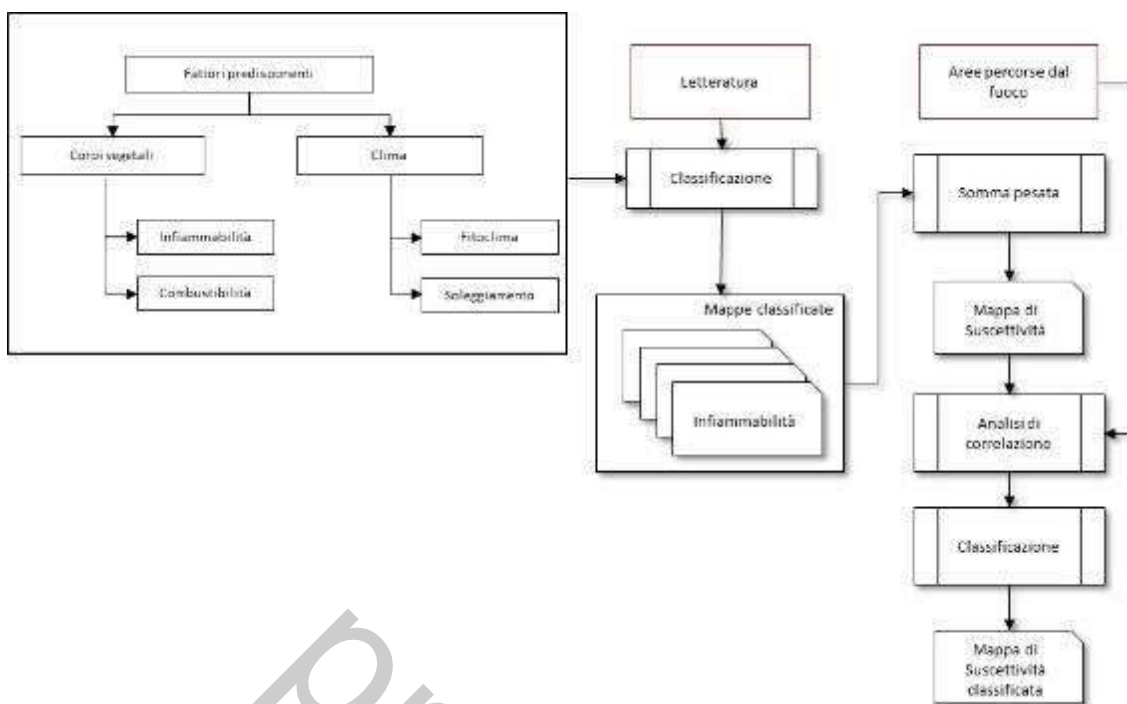 Fattori predisponenti
Corpi vegetali
Clima
Infiammabilità
Combustibilità
Fitoclima
Soleggiamento
Letteratura
Classificazione
Mappe classificate
Infiammabilità
Aree percorse dal
fuoco
Somma pesata
Mappa di
Suscettività
Analisi di
correlazione
Classificazione
Mappa di
Suscettività
classificata